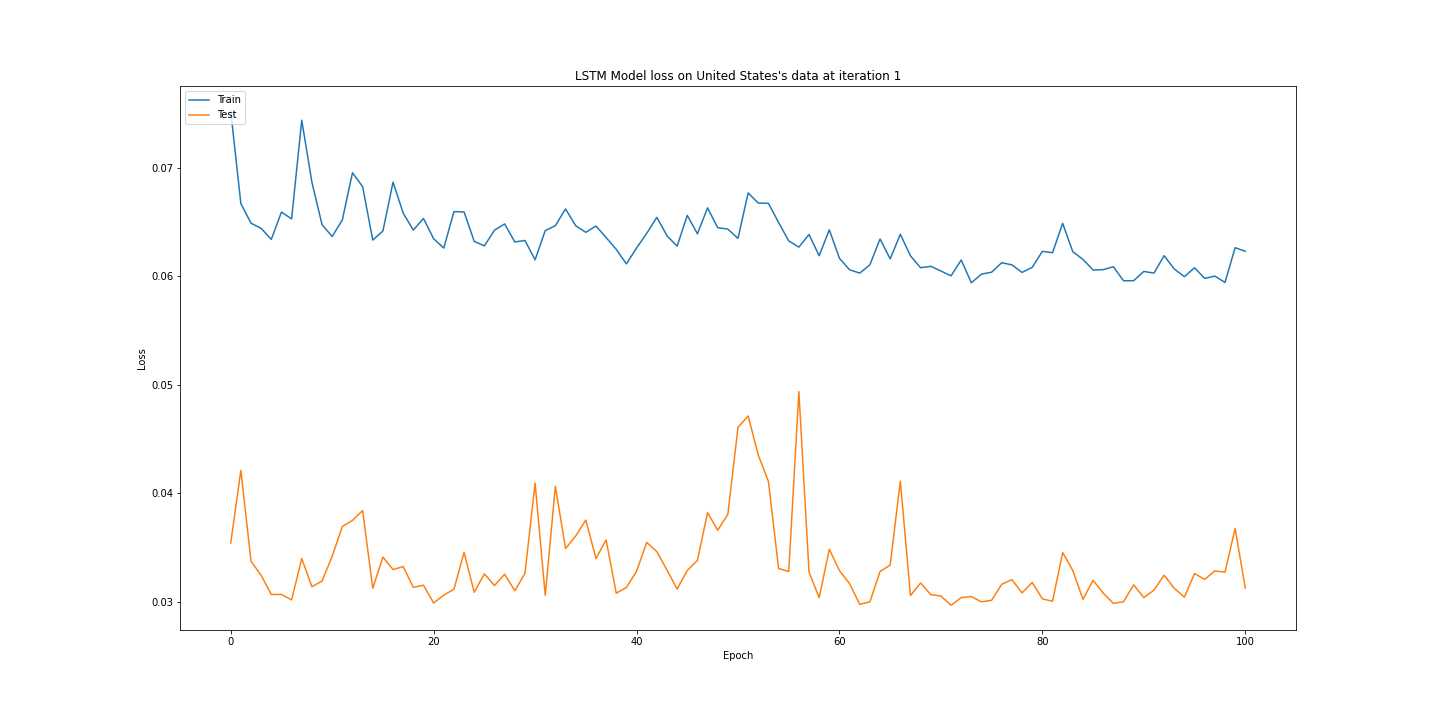 LSTM Model loss on United States's data at iteration 1
Train
Test
0.07
0.06
0.05
0.04
0.03
Loss
0 20 40 60 80 100
Epoch